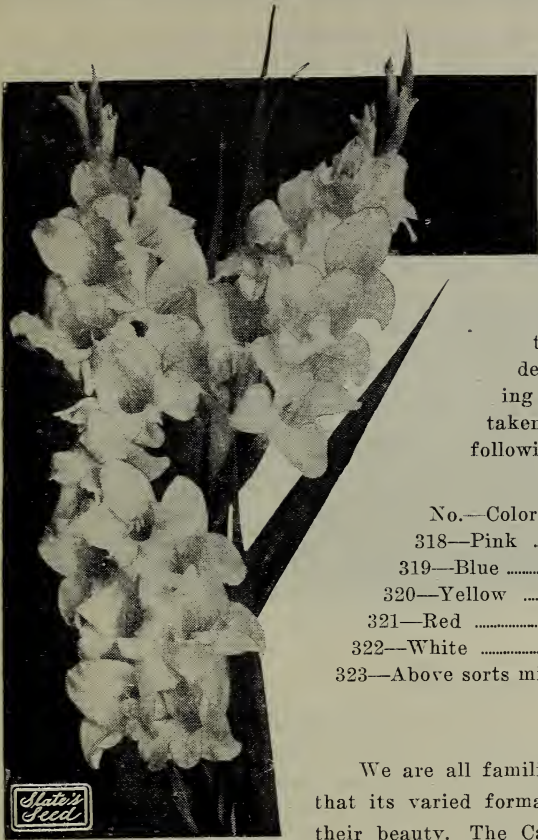 de
ing
taken
followi
No.—Color
318—Pink
319—Blue
320—Yellow
321—Red
322—White
323—Above sorts mi
We are all famili
that its varied forma
their beauty. The Ca
Slate's
Seed